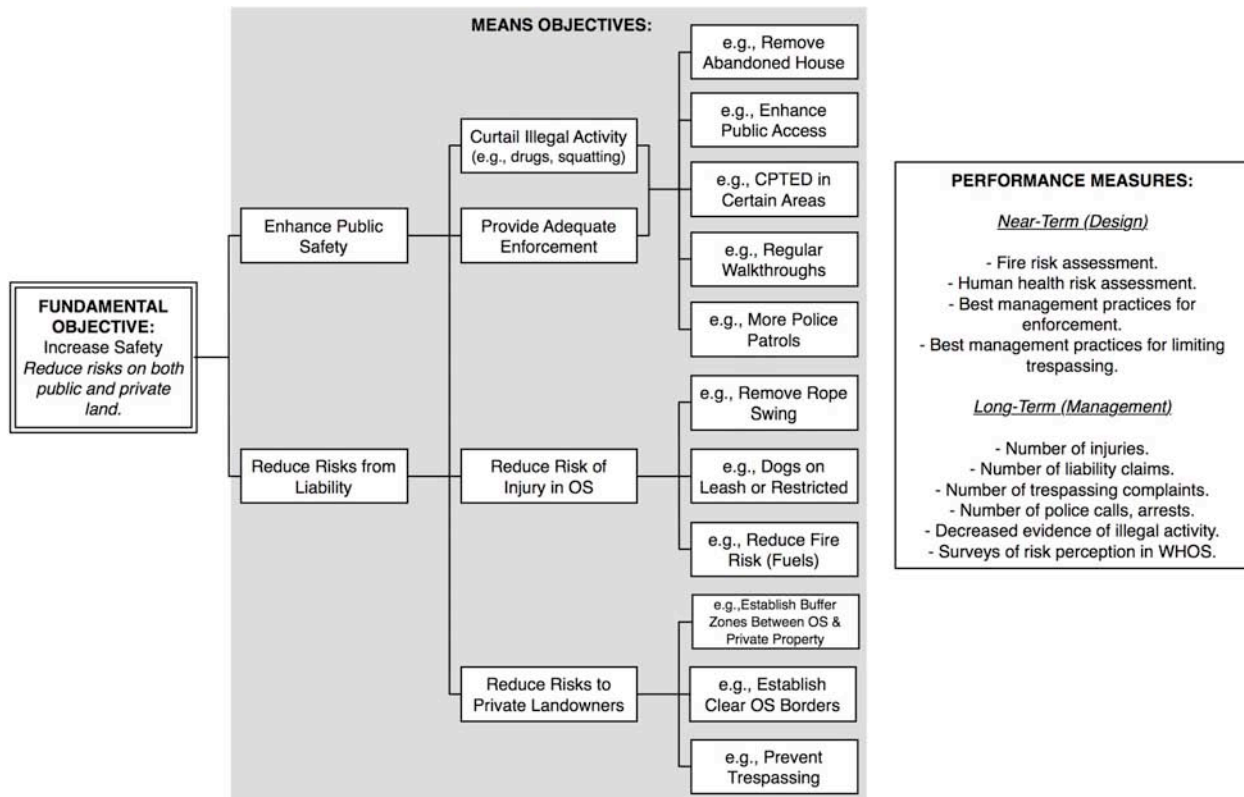 MEANS OBJECTIVES:
FUNDAMENTAL
OBJECTIVE:
Increase Safety
Reduce risks on both
public and private
land.
Enhance Public
Safety
Reduce Risks from
Liability
Curtail Illegal Activity
(e.g., drugs, squatting)
Provide Adequate
Enforcement
Reduce Risk of
Injury in OS
Reduce Risks to
Private Landowners
e.g., Remove
Abandoned House
e.g., Enhance
Public Access
e.g., CPTED in
Certain Areas
e.g., Regular
Walkthroughs
e.g., More Police
Patrols
e.g., Remove Rope
Swing
e.g., Dogs on
Leash or Restricted
e.g., Reduce Fire
Risk (Fuels)
e.g.,Establish Buffer
Zones Between OS &
Private Property
e.g., Establish
Clear OS Borders
e.g., Prevent
Trespassing
PERFORMANCE MEASURES:
Near-Term (Design)
- Fire risk assessment.
- Human health risk assessment.
- Best management practices for
enforcement.
- Best management practices for limiting
trespassing.
Long-Term (Management)
- Number of injuries.
- Number of liability claims.
- Number of trespassing complaints.
- Number of police calls, arrests.
- Decreased evidence of illegal activity.
- Surveys of risk perception in WHOS.